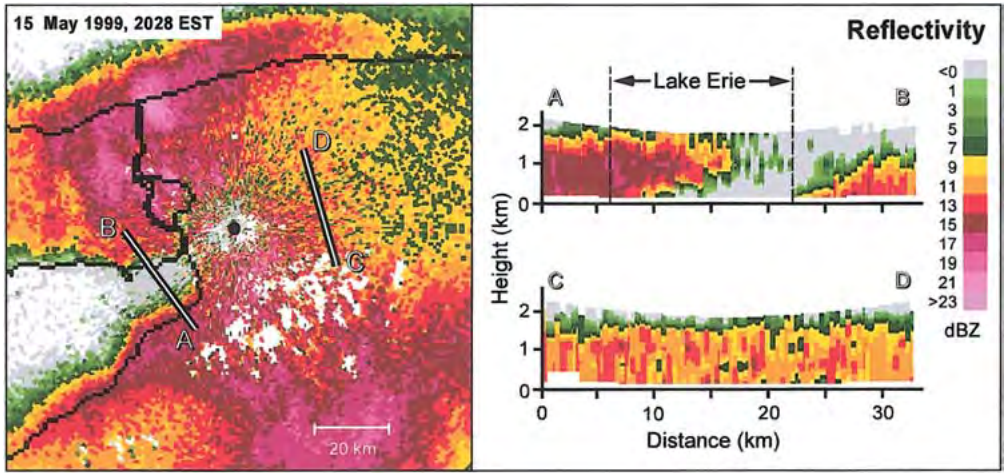 15 May 1999, 2028 EST
D
B
C
A
20 km
Reflectivity
Lake Erie
A
B
2
1
0
C
D
2
1
0
0
10
20
30
Height (km)
Distance (km)
<0
1
3
5
7
9
11
13
15
17
19
21
>23
dBZ